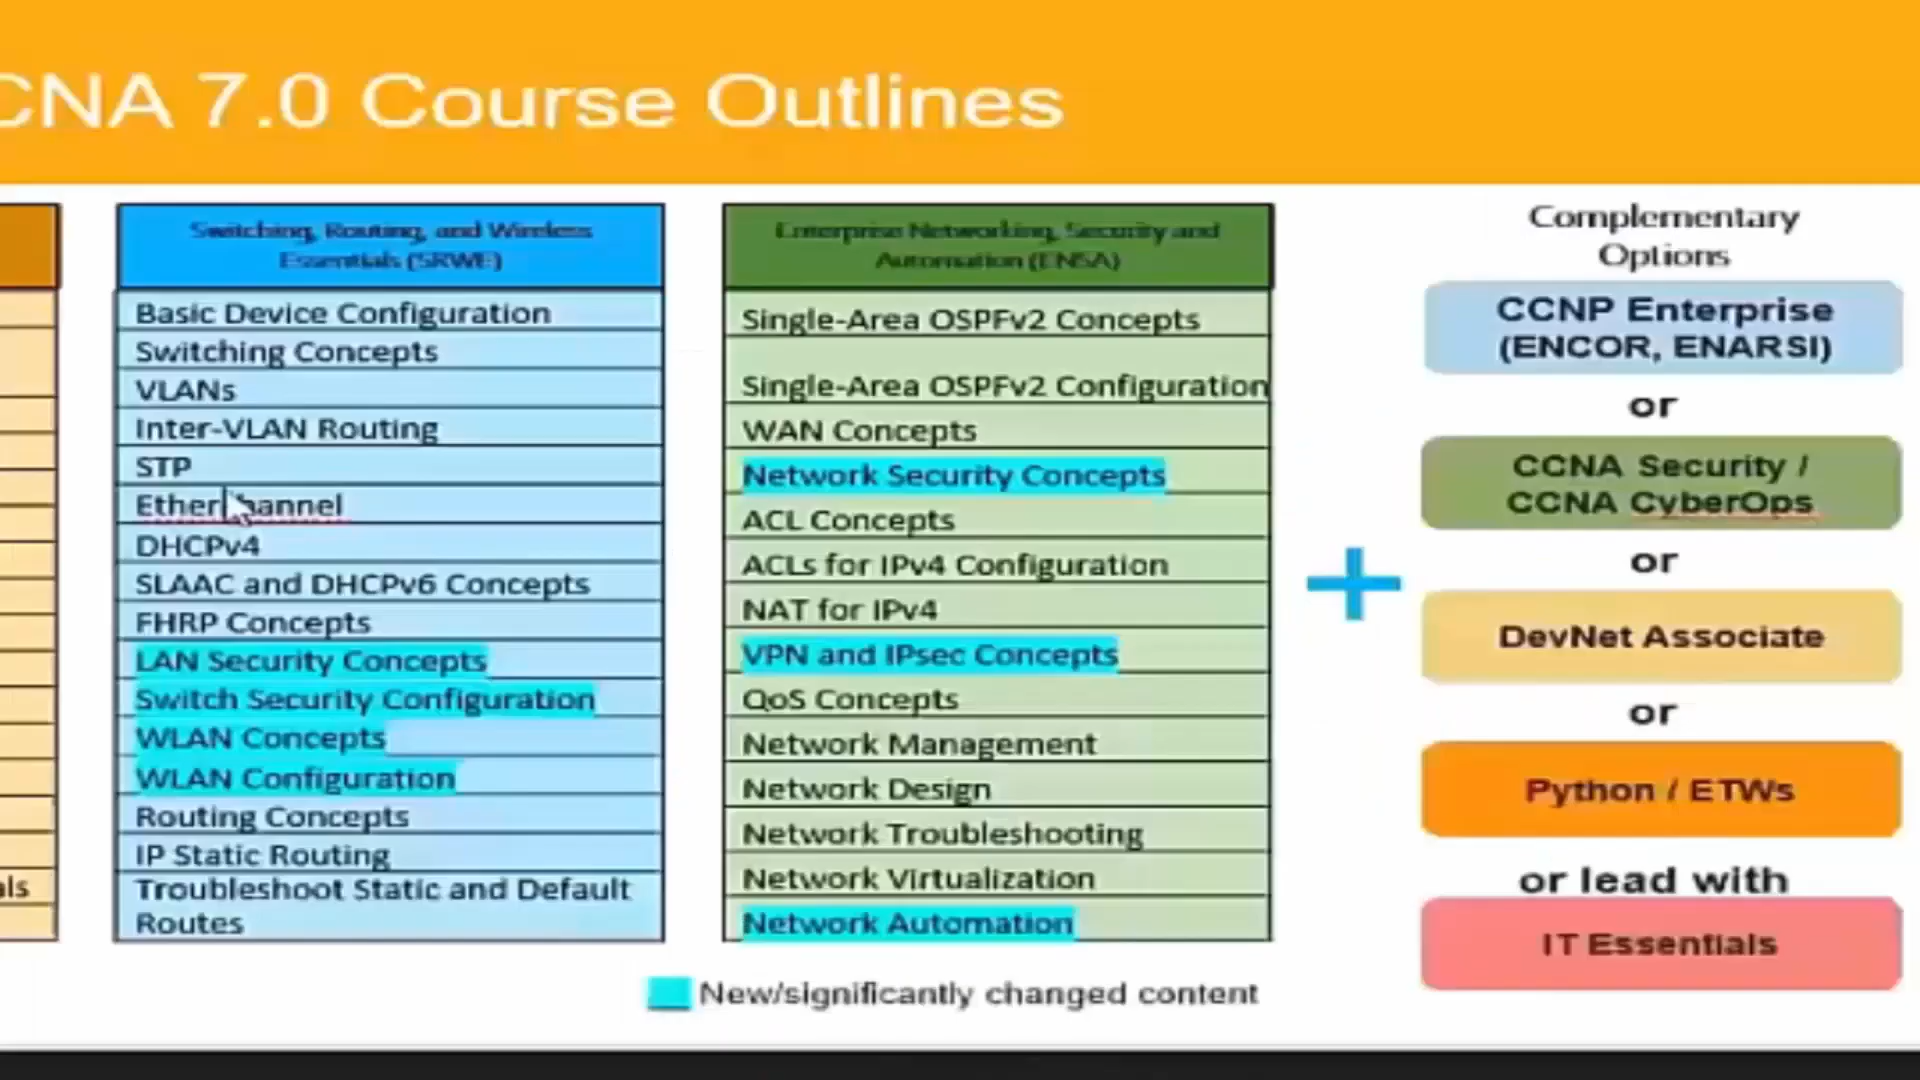 CNA 7.0 Course Outlines
Switching, Routing, and Wireless
Essentials (SRWE)
Basic Device Configuration
Switching Concepts
VLANs
Inter-VLAN Routing
STP
EtherChannel
DHCPv4
SLAAC and DHCPv6 Concepts
FHRP Concepts
LAN Security Concepts
Switch Security Configuration
WLAN Concepts
WLAN Configuration
Routing Concepts
IP Static Routing
Troubleshoot Static and Default
Routes
Enterprise Networking, Security and
Automation (ENSA)
Single-Area OSPFv2 Concepts
Single-Area OSPFv2 Configuration
WAN Concepts
Network Security Concepts
ACL Concepts
ACLs for IPv4 Configuration
NAT for IPv4
VPN and IPsec Concepts
QoS Concepts
Network Management
Network Design
Network Troubleshooting
Network Virtualization
Network Automation
New/significantly changed content
Complementary
Options
CCNP Enterprise
(ENCOR, ENARSI)
or
CCNA Security /
CCNA CyberOps
or
DevNet Associate
or
Python / ETWs
or lead with
IT Essentials